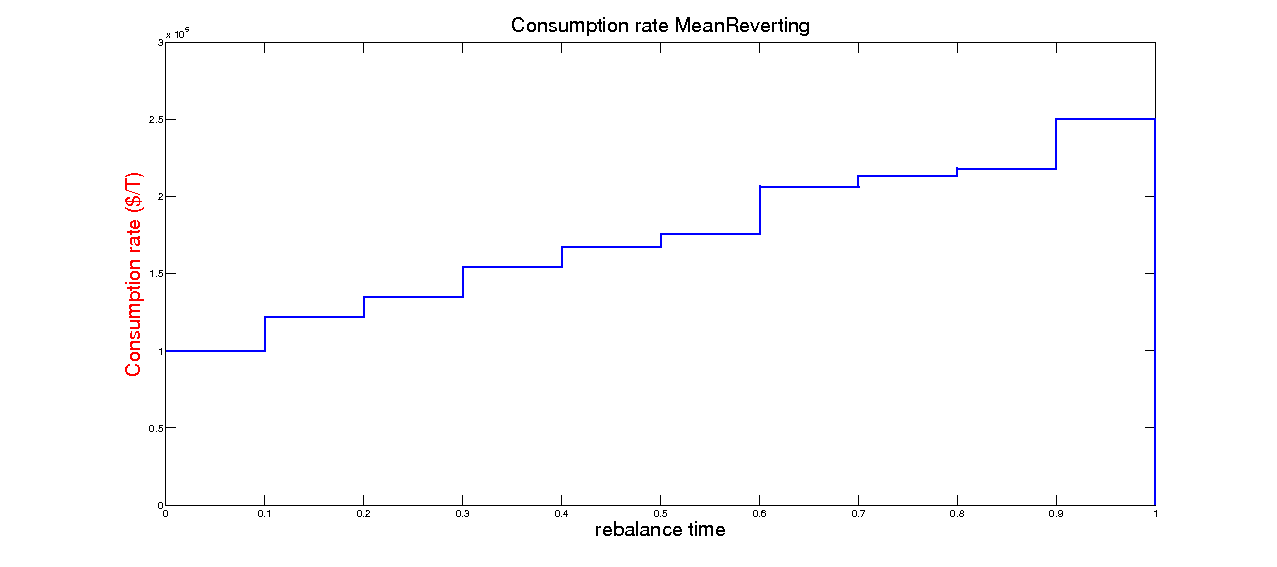 Consumption rate MeanReverting
x 10^5
3
2.5
2
1.5
1
0.5
0
Consumption rate ($/T)
0 0.1 0.2 0.3 0.4 0.5 0.6 0.7 0.8 0.9 1
rebalance time